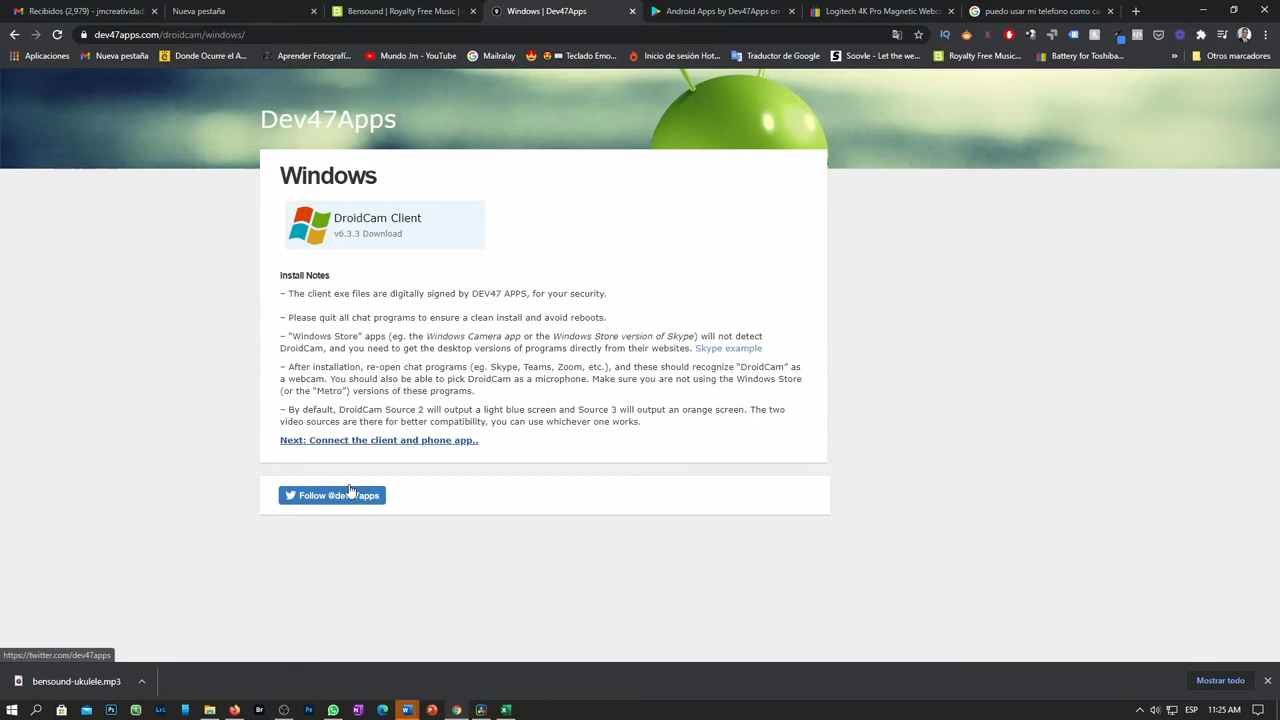 Recibidos (2,979) - jmcreatividad
Nueva pestaña
Bensound | Royalty Free Music
Windows | Dev47Apps
Android Apps by Dev47Apps on
Logitech 4K Pro Magnetic Webc
puedo usar mi telefono como ca
dev47apps.com/droidcam/windows/
Aplicaciones
Nueva pestaña
Donde Ocurre el A...
Aprender Fotografi...
Mundo Jm - YouTube
Mailrelay
Teclado Emo...
Inicio de sesión Hot...
Traductor de Google
Soovle - Let the we...
Royalty Free Music...
Battery for Toshiba...
»
Otros marcadores
Dev47Apps
Windows
DroidCam Client
v6.3.3 Download
Install Notes
– The client exe files are digitally signed by DEV47 APPS, for your security.
– Please quit all chat programs to ensure a clean install and avoid reboots.
– “Windows Store” apps (eg. the Windows Camera app or the Windows Store version of Skype) will not detect
DroidCam, and you need to get the desktop versions of programs directly from their websites. Skype example
– After installation, re-open chat programs (eg. Skype, Teams, Zoom, etc.), and these should recognize “DroidCam” as
a webcam. You should also be able to pick DroidCam as a microphone. Make sure you are not using the Windows Store
(or the “Metro”) versions of these programs.
– By default, DroidCam Source 2 will output a light blue screen and Source 3 will output an orange screen. The two
video sources are there for better compatibility, you can use whichever one works.
Next: Connect the client and phone app..
Follow @dev47apps
https://twitter.com/dev47apps
bensound-ukulele.mp3
Mostrar todo
Lrc
Br
Ps
ESP
11:25 AM